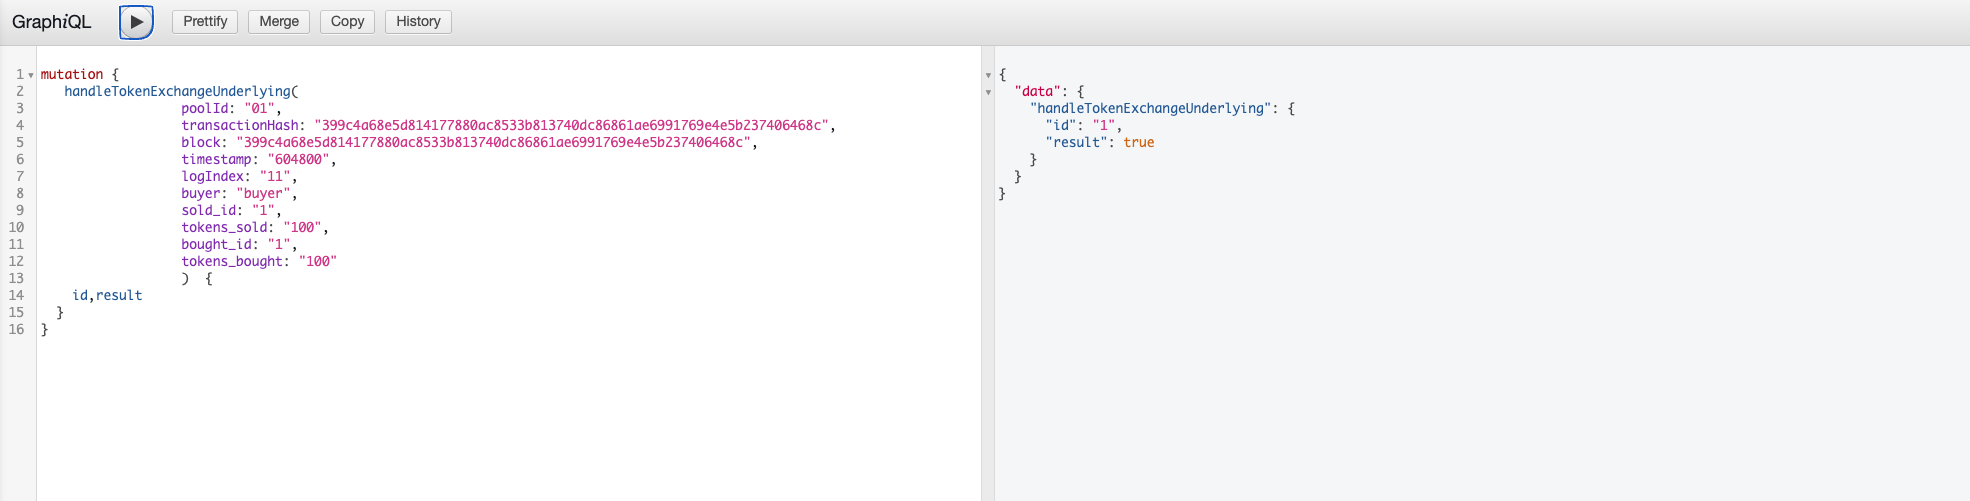 GraphiQL
Prettify
Merge
Copy
History
1 mutation {
2 handleTokenExchangeUnderlying(
3 poolId: "01",
4 transactionHash: "399c4a68e5d814177880ac8533b813740dc86861ae6991769e4e5b237406468c",
5 block: "399c4a68e5d814177880ac8533b813740dc86861ae6991769e4e5b237406468c",
6 timestamp: "604800",
7 logIndex: "11",
8 buyer: "buyer",
9 sold_id: "1",
10 tokens_sold: "100",
11 bought_id: "1",
12 tokens_bought: "100"
13 ) {
14 id,result
15 }
16 }
{
"data": {
"handleTokenExchangeUnderlying": {
"id": "1",
"result": true
}
}
}